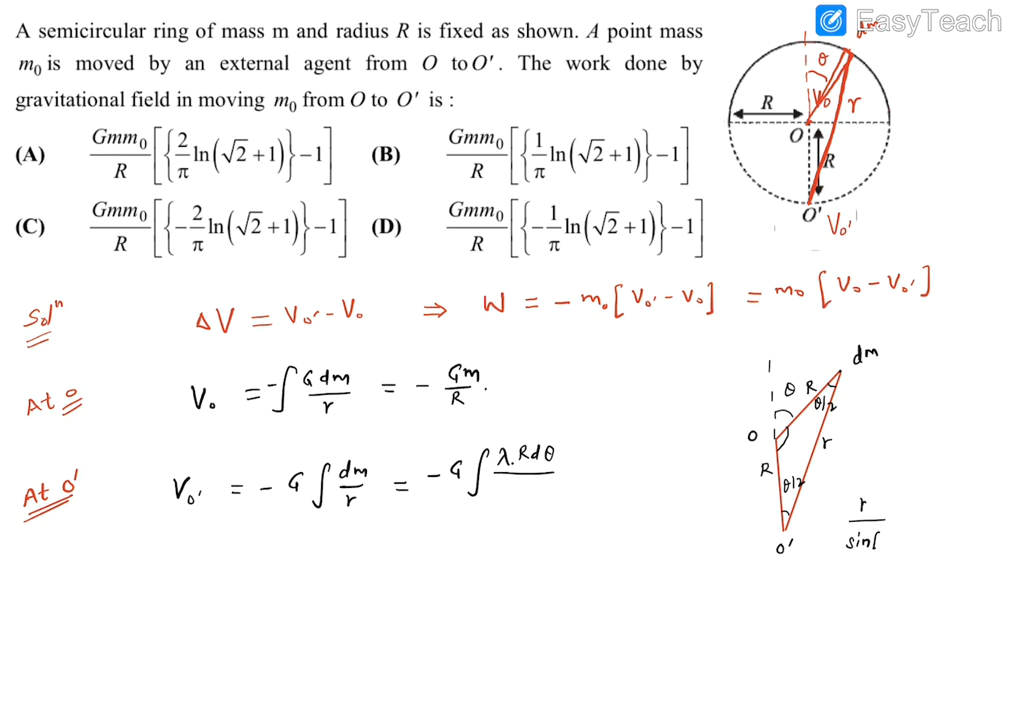 EasyTeach
A semicircular ring of mass m and radius R is fixed as shown. A point mass
m₀ is moved by an external agent from O to O'. The work done by
gravitational field in moving m₀ from O to O' is :
(A) Gmm₀/R [{2/π ln(√2+1)}−1] (B) Gmm₀/R [{1/π ln(√2+1)}−1]
(C) Gmm₀/R [{−2/π ln(√2+1)}−1] (D) Gmm₀/R [{−1/π ln(√2+1)}−1]
dm
θ
R
r
O
R
O'
V₀'
Solⁿ
ΔV = V₀' − V₀ ⇒ W = −m₀[V₀' − V₀] = m₀[V₀ − V₀']
At O V₀ = −∫ G dm/r = − Gm/R.
At O' V₀' = − G ∫ dm/r = − G ∫ λ.Rdθ
dm
θ R
θ/2
O
r
R
θ/2
O'
r
sin(